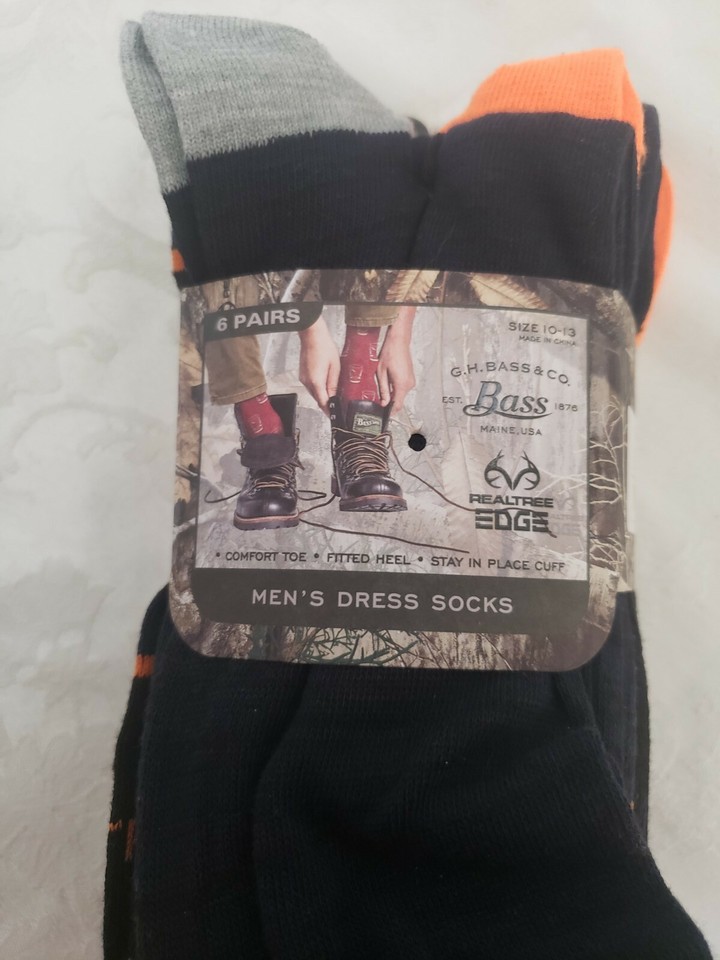 6 PAIRS
SIZE 10-13
MADE IN CHINA
G.H. BASS & CO.
EST. Bass 1876
MAINE, USA
Bass
REALTREE
EDGE
• COMFORT TOE • FITTED HEEL • STAY IN PLACE CUFF
MEN'S DRESS SOCKS